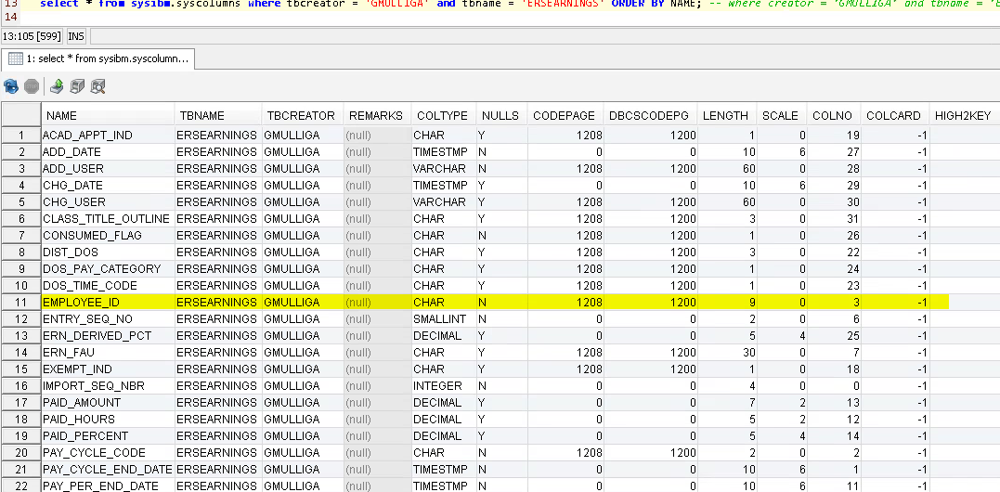 13 select * from sysibm.syscolumns where tbcreator = 'GMULLIGA' and tbname = 'ERSEARNINGS' ORDER BY NAME; -- where creator = 'GMULLIGA' and tbname = 'E
14
13:105 [599] INS
1: select * from sysibm.syscolumn...
NAME TBNAME TBCREATOR REMARKS COLTYPE NULLS CODEPAGE DBCSCODEPG LENGTH SCALE COLNO COLCARD HIGH2KEY
1 ACAD_APPT_IND ERSEARNINGS GMULLIGA (null) CHAR Y 1208 1200 1 0 19 -1
2 ADD_DATE ERSEARNINGS GMULLIGA (null) TIMESTMP N 0 0 10 6 27 -1
3 ADD_USER ERSEARNINGS GMULLIGA (null) VARCHAR N 1208 1200 60 0 28 -1
4 CHG_DATE ERSEARNINGS GMULLIGA (null) TIMESTMP Y 0 0 10 6 29 -1
5 CHG_USER ERSEARNINGS GMULLIGA (null) VARCHAR Y 1208 1200 60 0 30 -1
6 CLASS_TITLE_OUTLINE ERSEARNINGS GMULLIGA (null) CHAR Y 1208 1200 3 0 31 -1
7 CONSUMED_FLAG ERSEARNINGS GMULLIGA (null) CHAR N 1208 1200 1 0 26 -1
8 DIST_DOS ERSEARNINGS GMULLIGA (null) CHAR Y 1208 1200 3 0 22 -1
9 DOS_PAY_CATEGORY ERSEARNINGS GMULLIGA (null) CHAR Y 1208 1200 1 0 24 -1
10 DOS_TIME_CODE ERSEARNINGS GMULLIGA (null) CHAR Y 1208 1200 1 0 23 -1
11 EMPLOYEE_ID ERSEARNINGS GMULLIGA (null) CHAR N 1208 1200 9 0 3 -1
12 ENTRY_SEQ_NO ERSEARNINGS GMULLIGA (null) SMALLINT N 0 0 2 0 6 -1
13 ERN_DERIVED_PCT ERSEARNINGS GMULLIGA (null) DECIMAL Y 0 0 5 4 25 -1
14 ERN_FAU ERSEARNINGS GMULLIGA (null) CHAR Y 1208 1200 30 0 7 -1
15 EXEMPT_IND ERSEARNINGS GMULLIGA (null) CHAR Y 1208 1200 1 0 18 -1
16 IMPORT_SEQ_NBR ERSEARNINGS GMULLIGA (null) INTEGER N 0 0 4 0 0 -1
17 PAID_AMOUNT ERSEARNINGS GMULLIGA (null) DECIMAL Y 0 0 7 2 13 -1
18 PAID_HOURS ERSEARNINGS GMULLIGA (null) DECIMAL Y 0 0 5 2 12 -1
19 PAID_PERCENT ERSEARNINGS GMULLIGA (null) DECIMAL Y 0 0 5 4 14 -1
20 PAY_CYCLE_CODE ERSEARNINGS GMULLIGA (null) CHAR N 1208 1200 2 0 2 -1
21 PAY_CYCLE_END_DATE ERSEARNINGS GMULLIGA (null) TIMESTMP N 0 0 10 6 1 -1
22 PAY_PER_END_DATE ERSEARNINGS GMULLIGA (null) TIMESTMP N 0 0 10 6 11 -1